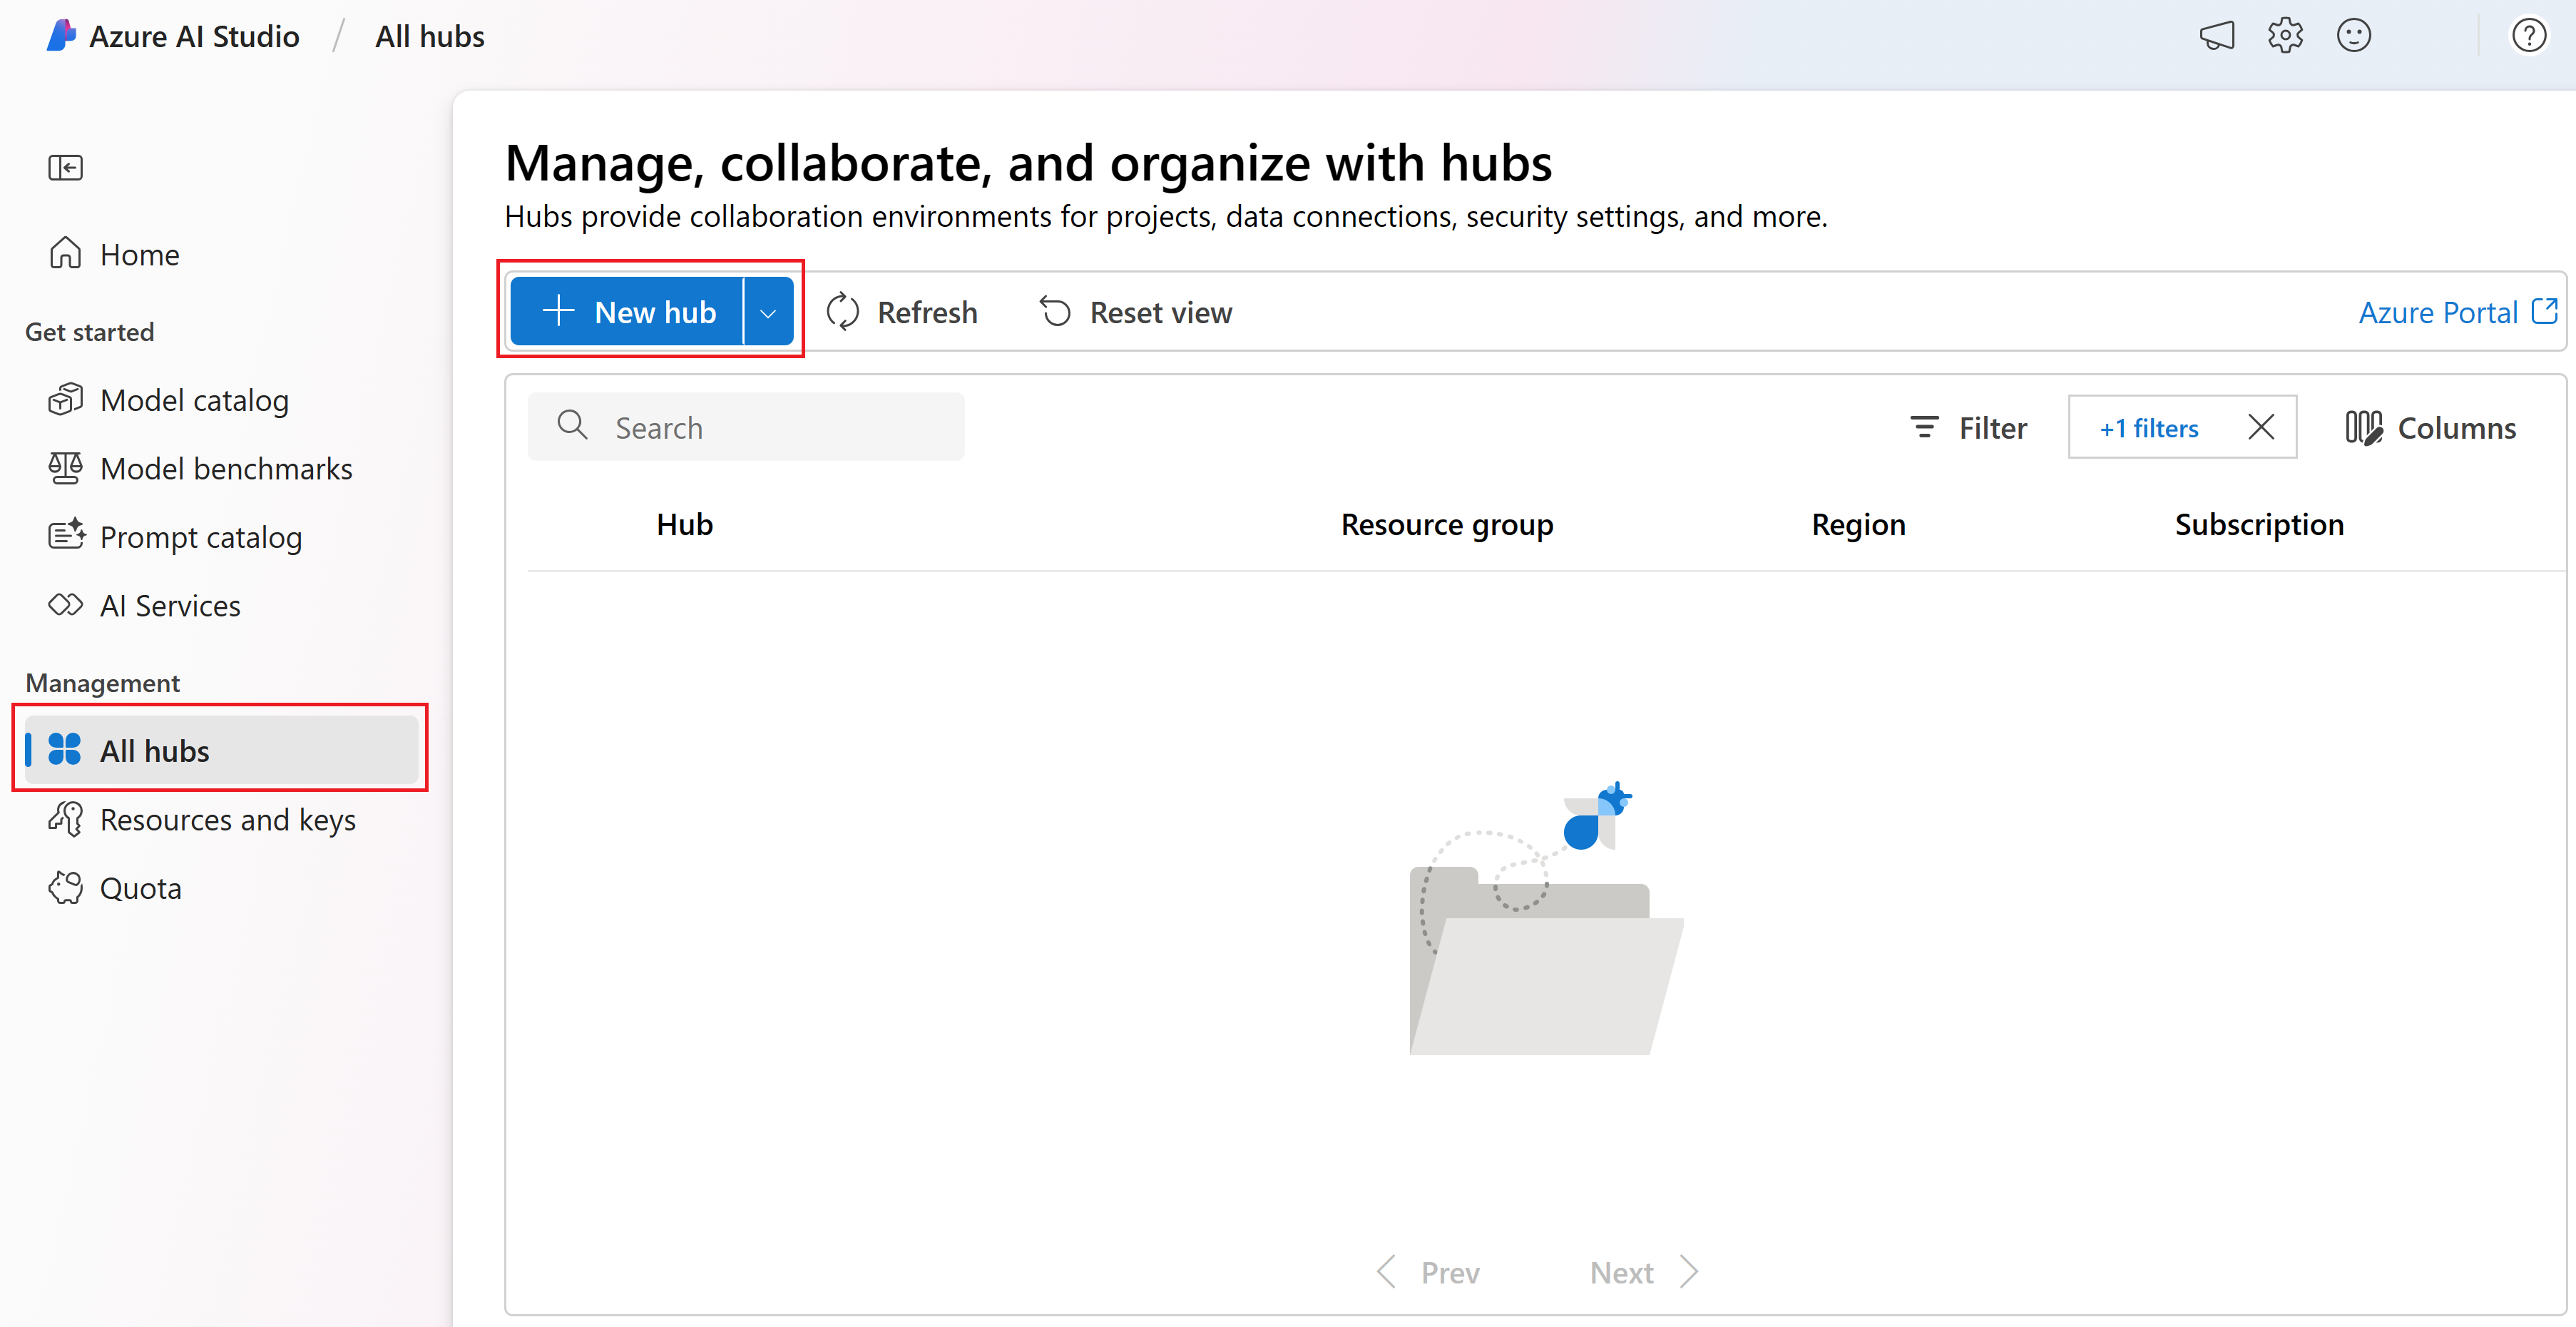 Azure AI Studio / All hubs
Home
Get started
Model catalog
Model benchmarks
Prompt catalog
AI Services
Management
All hubs
Resources and keys
Quota
Manage, collaborate, and organize with hubs
Hubs provide collaboration environments for projects, data connections, security settings, and more.
New hub Refresh Reset view Azure Portal
Search Filter +1 filters Columns
Hub Resource group Region Subscription
Prev Next